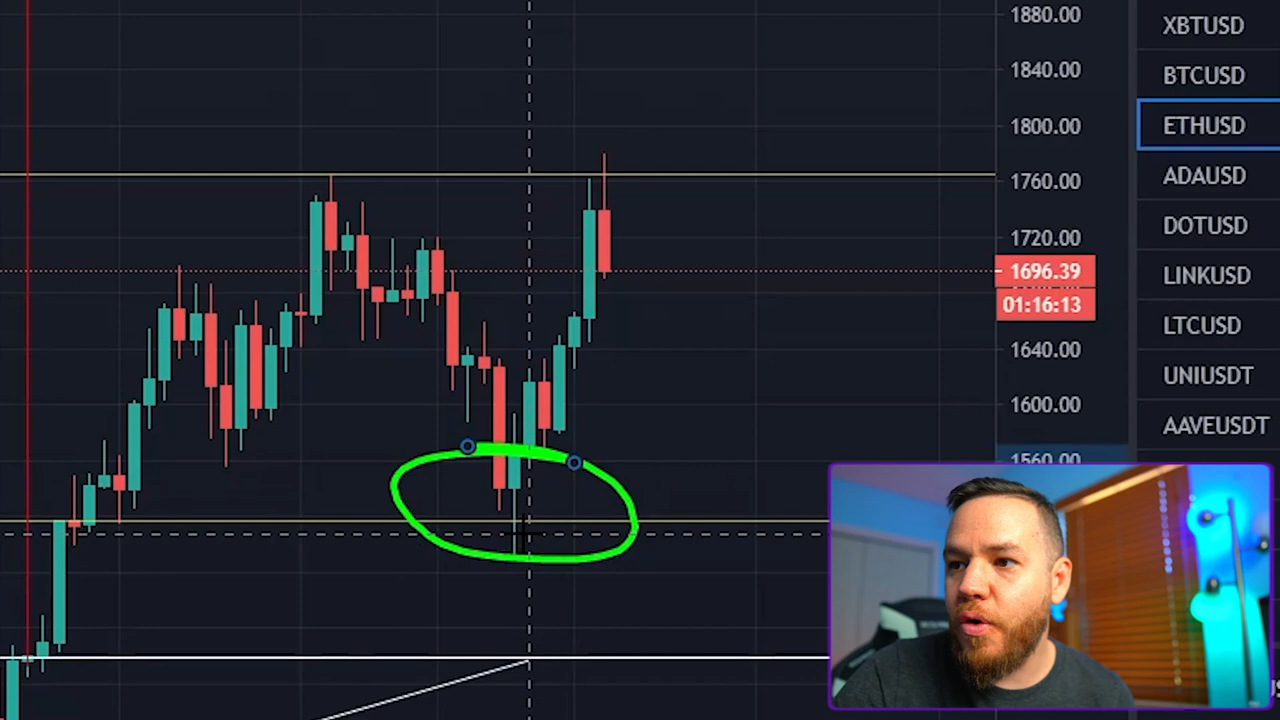 1880.00
1840.00
1800.00
1760.00
1720.00
1696.39
01:16:13
1640.00
1600.00
1560.00
XBTUSD
BTCUSD
ETHUSD
ADAUSD
DOTUSD
LINKUSD
LTCUSD
UNIUSDT
AAVEUSDT